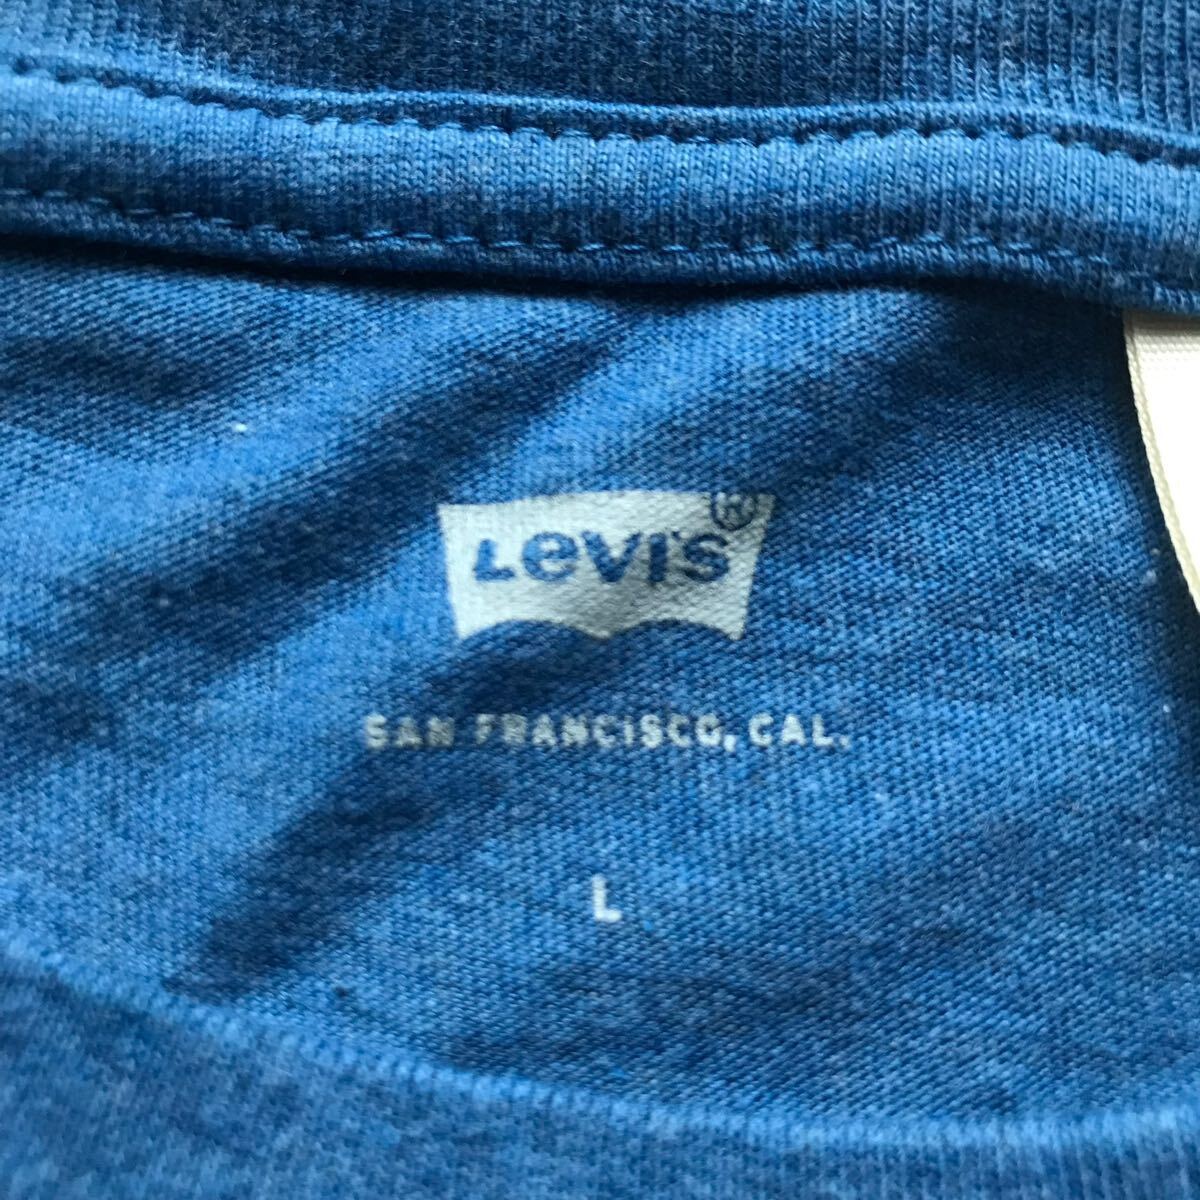 Levi's®
SAN FRANCiSCO, CAL.
L